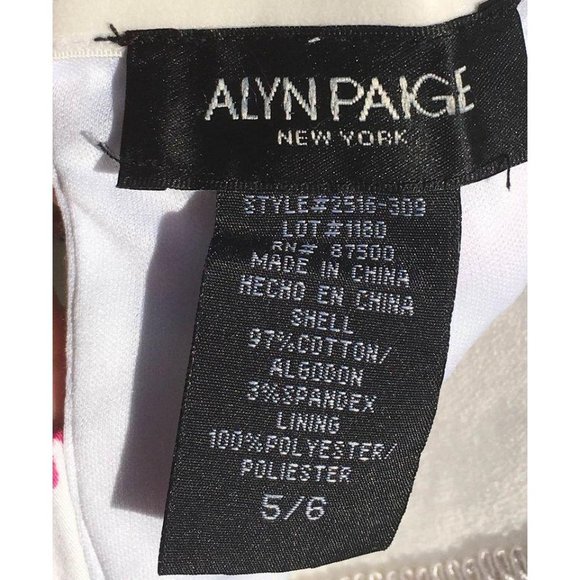 ALYN PAIGE
NEW YORK
STYLE#2516-309
LOT #1180
RN# 87500
MADE IN CHINA
HECHO EN CHINA
SHELL
97%COTTON/
ALGODON
3%SPANDEX
LINING
100%POLYESTER/
POLIESTER
5/6